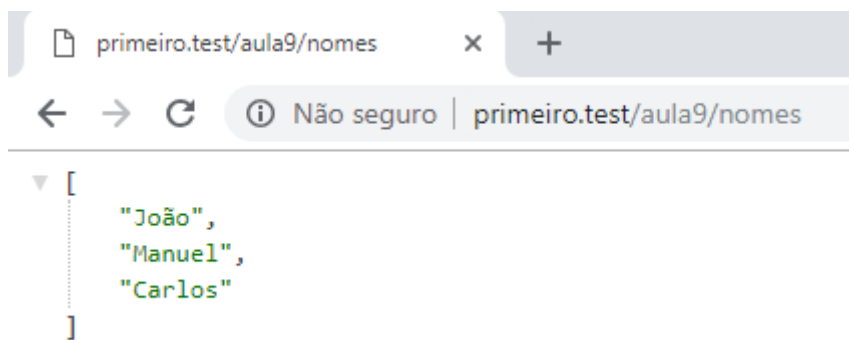 primeiro.test/aula9/nomes
Não seguro | primeiro.test/aula9/nomes
[
"João",
"Manuel",
"Carlos"
]